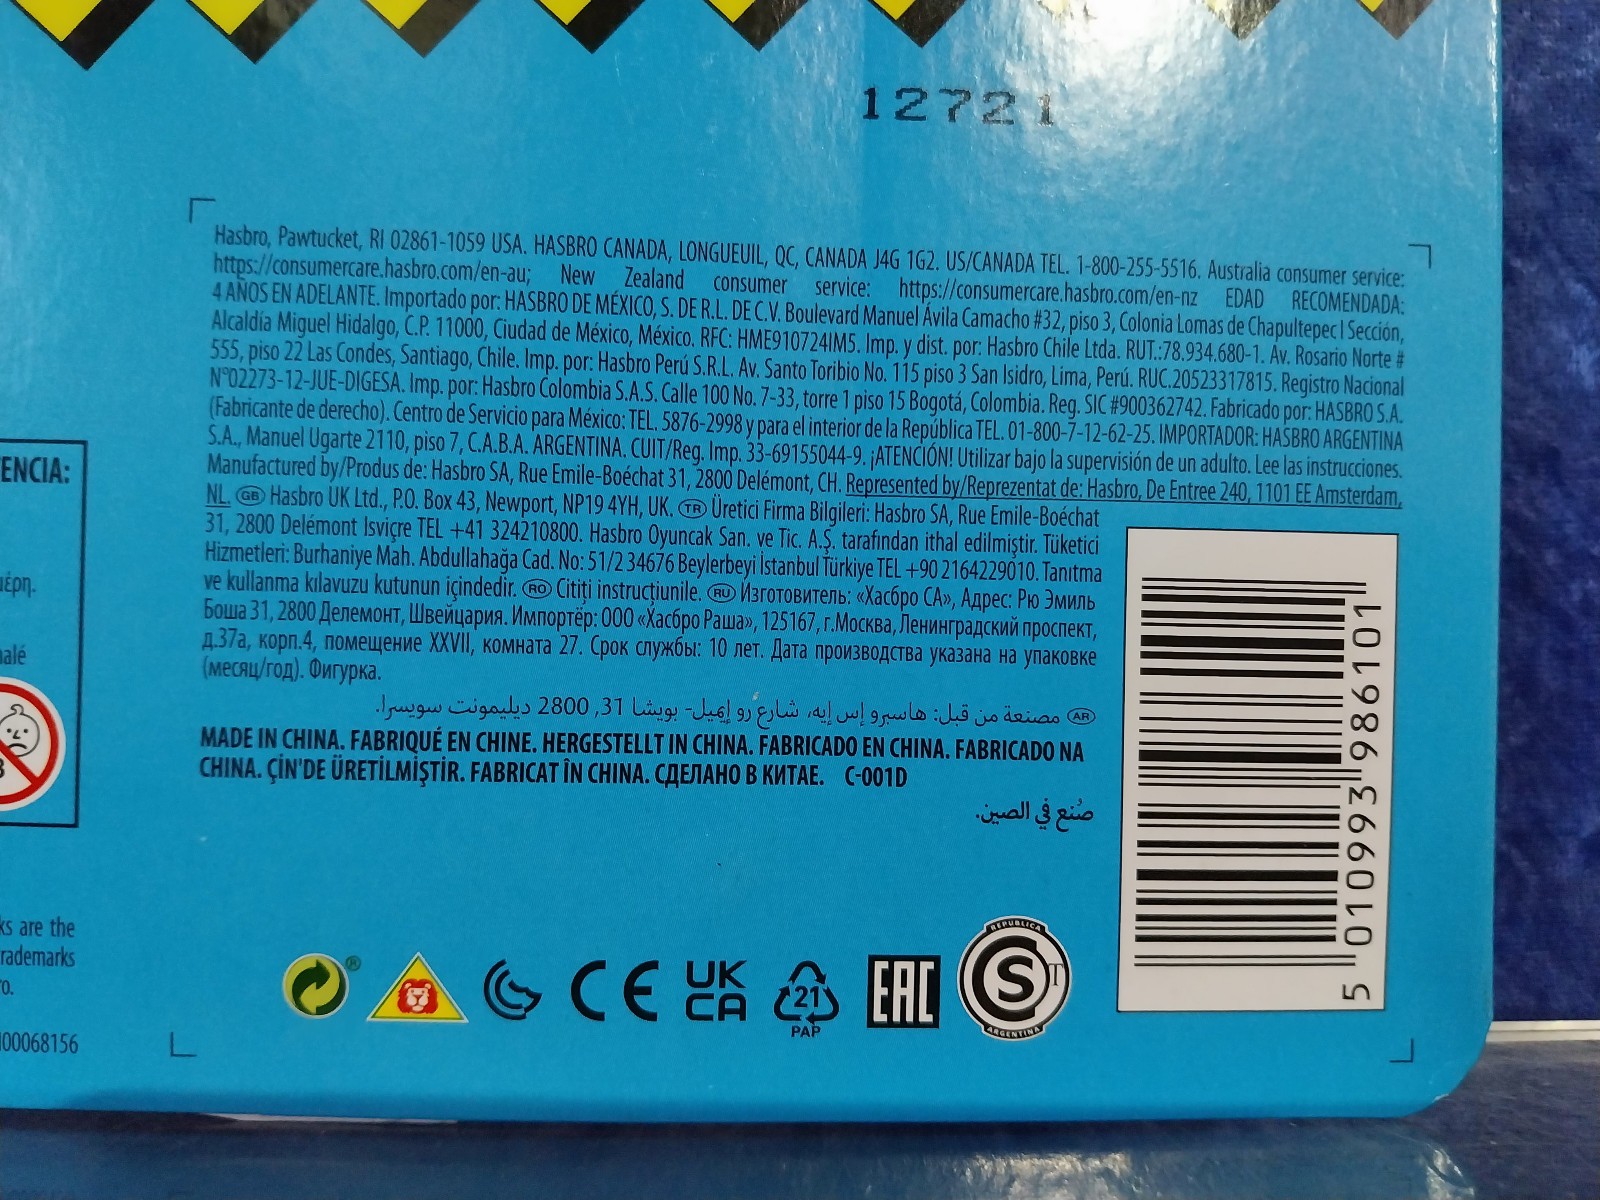 12721
Hasbro, Pawtucket, RI 02861-1059 USA. HASBRO CANADA, LONGUEUIL, QC, CANADA J4G 1G2. US/CANADA TEL. 1-800-255-5516. Australia consumer service:
https://consumercare.hasbro.com/en-au; New Zealand consumer service: https://consumercare.hasbro.com/en-nz EDAD RECOMENDADA:
4 AÑOS EN ADELANTE. Importado por: HASBRO DE MÉXICO, S. DE R.L. DE C.V. Boulevard Manuel Ávila Camacho #32, piso 3, Colonia Lomas de Chapultepec I Sección,
Alcaldía Miguel Hidalgo, C.P. 11000, Ciudad de México, México. RFC: HME910724IM5. Imp. y dist. por: Hasbro Chile Ltda. RUT.:78.934.680-1. Av. Rosario Norte #
555, piso 22 Las Condes, Santiago, Chile. Imp. por: Hasbro Perú S.R.L. Av. Santo Toribio No. 115 piso 3 San Isidro, Lima, Perú. RUC.20523317815. Registro Nacional
N°02273-12-JUE-DIGESA. Imp. por: Hasbro Colombia S.A.S. Calle 100 No. 7-33, torre 1 piso 15 Bogotá, Colombia. Reg. SIC #900362742. Fabricado por: HASBRO S.A.
(Fabricante de derecho). Centro de Servicio para México: TEL. 5876-2998 y para el interior de la República TEL. 01-800-7-12-62-25. IMPORTADOR: HASBRO ARGENTINA
S.A., Manuel Ugarte 2110, piso 7, C.A.B.A. ARGENTINA. CUIT/Reg. Imp. 33-69155044-9. ¡ATENCIÓN! Utilizar bajo la supervisión de un adulto. Lee las instrucciones.
Manufactured by/Produs de: Hasbro SA, Rue Emile-Boéchat 31, 2800 Delémont, CH. Represented by/Reprezentat de: Hasbro, De Entree 240, 1101 EE Amsterdam,
NL. GB Hasbro UK Ltd., P.O. Box 43, Newport, NP19 4YH, UK. TR Üretici Firma Bilgileri: Hasbro SA, Rue Emile-Boéchat
31, 2800 Delémont Isviçre TEL +41 324210800. Hasbro Oyuncak San. ve Tic. A.Ş. tarafından ithal edilmiştir. Tüketici
Hizmetleri: Burhaniye Mah. Abdullahağa Cad. No: 51/2 34676 Beylerbeyi İstanbul Türkiye TEL +90 2164229010. Tanıtma
ve kullanma kılavuzu kutunun içindedir. RO Citiți instrucțiunile. RU Изготовитель: «Хасбро СА», Адрес: Рю Эмиль
Боша 31, 2800 Делемонт, Швейцария. Импортёр: ООО «Хасбро Раша», 125167, г.Москва, Ленинградский проспект,
д.37а, корп.4, помещение XXVII, комната 27. Срок службы: 10 лет. Дата производства указана на упаковке
(месяц/год). Фигурка.
AR مصنعة من قبل: هاسبرو إس إيه، شارع رو إيميل- بويشا 31، 2800 ديليمونت سويسرا.
MADE IN CHINA. FABRIQUÉ EN CHINE. HERGESTELLT IN CHINA. FABRICADO EN CHINA. FABRICADO NA
CHINA. ÇİN'DE ÜRETİLMİŞTİR. FABRICAT ÎN CHINA. СДЕЛАНО В КИТАЕ. C-001D
صُنع في الصين.
5 010993 986101
ENCIA:
μέρη.
alé
3
ks are the
rademarks
o.
00068156
®
CE
UK
CA
21
PAP
EAC
REPUBLICA
CST
ARGENTINA